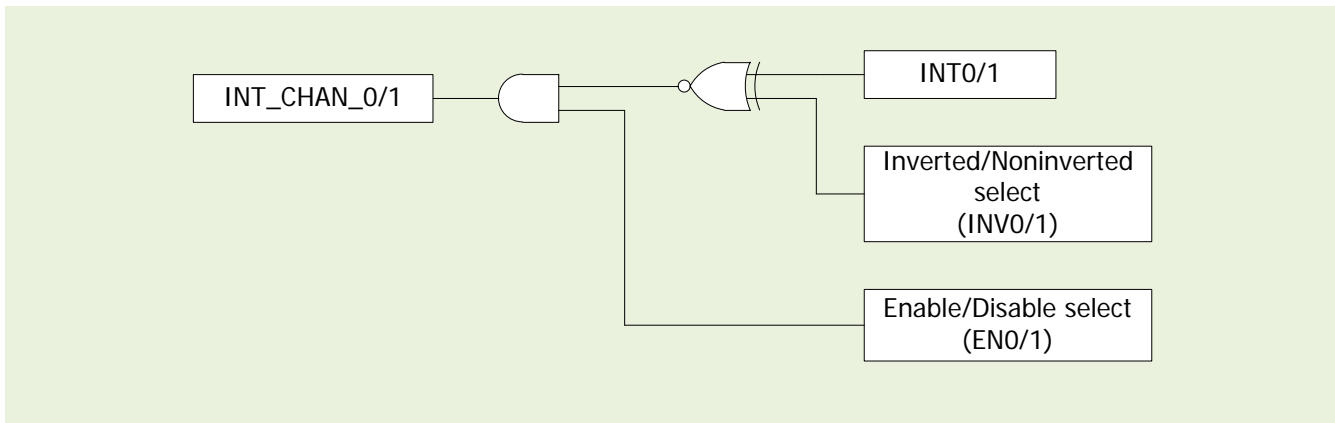 INT_CHAN_0/1
INT0/1
Inverted/Noninverted
select
(INV0/1)
Enable/Disable select
(EN0/1)